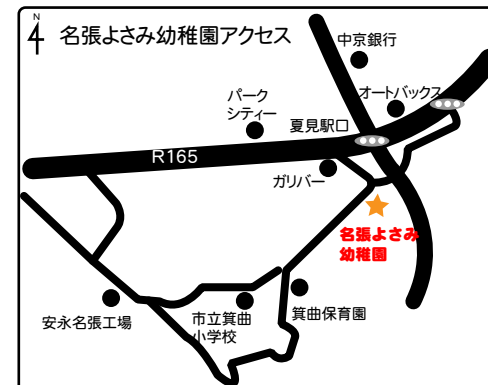 N
名張よさみ幼稚園アクセス
中京銀行
パーク
シティー
オートバックス
夏見駅口
R165
ガリバー
名張よさみ
幼稚園
安永名張工場
市立箕曲
小学校
箕曲保育園